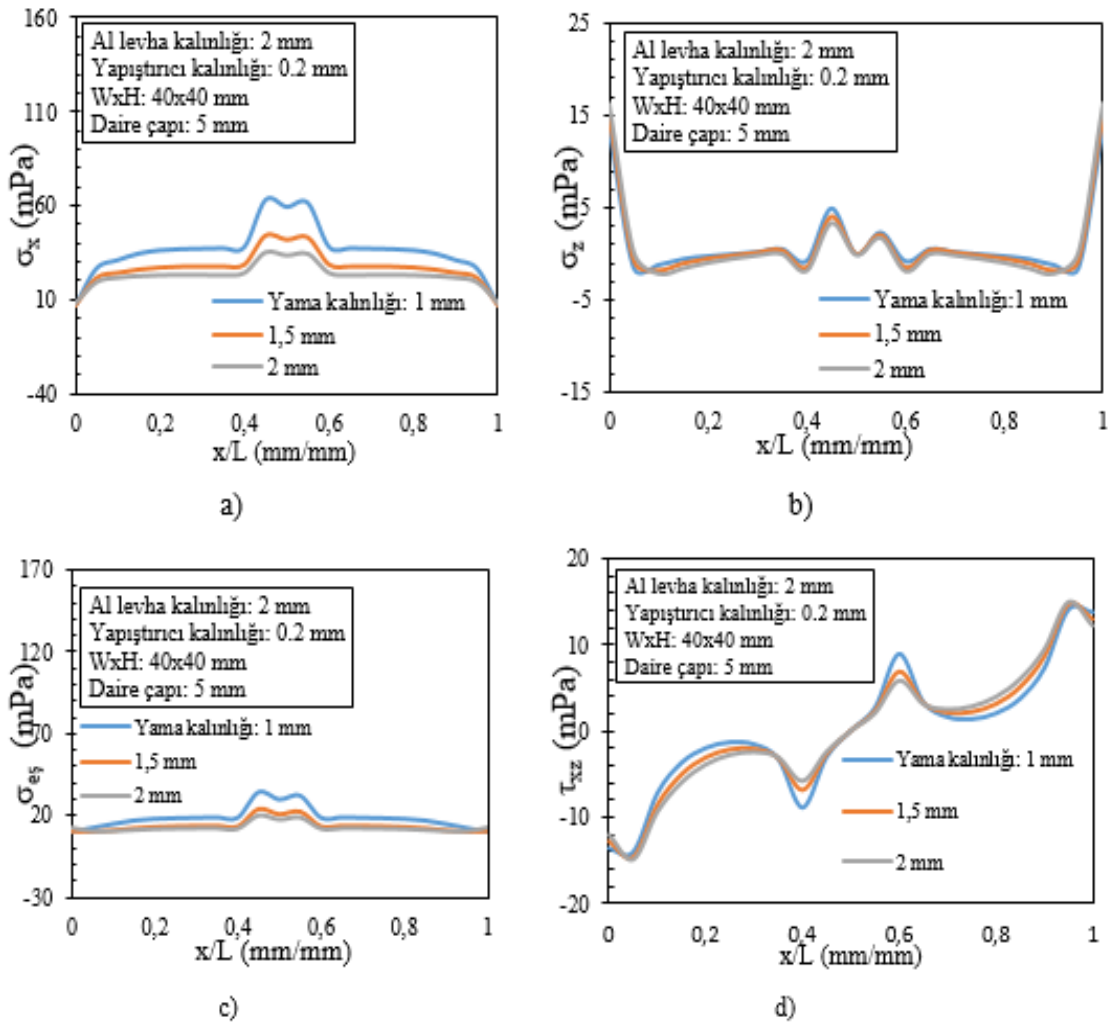 160
110
60
10
-40
σx (mPa)
Al levha kalınlığı: 2 mm
Yapıştırıcı kalınlığı: 0.2 mm
WxH: 40x40 mm
Daire çapı: 5 mm
Yama kalınlığı: 1 mm
1,5 mm
2 mm
0 0,2 0,4 0,6 0,8 1
x/L (mm/mm)
a)
25
15
5
-5
-15
σz (mPa)
Al levha kalınlığı: 2 mm
Yapıştırıcı kalınlığı: 0.2 mm
WxH: 40x40 mm
Daire çapı: 5 mm
Yama kalınlığı:1 mm
1,5 mm
2 mm
0 0,2 0,4 0,6 0,8 1
x/L (mm/mm)
b)
170
120
70
20
-30
σeş (mPa)
Al levha kalınlığı: 2 mm
Yapıştırıcı kalınlığı: 0.2 mm
WxH: 40x40 mm
Daire çapı: 5 mm
Yama kalınlığı: 1 mm
1,5 mm
2 mm
0 0,2 0,4 0,6 0,8 1
x/L (mm/mm)
c)
20
10
0
-10
-20
τxz (mPa)
Al levha kalınlığı: 2 mm
Yapıştırıcı kalınlığı: 0.2 mm
WxH: 40x40 mm
Daire çapı: 5 mm
Yama kalınlığı: 1 mm
1,5 mm
2 mm
0 0,2 0,4 0,6 0,8 1
x/L (mm/mm)
d)